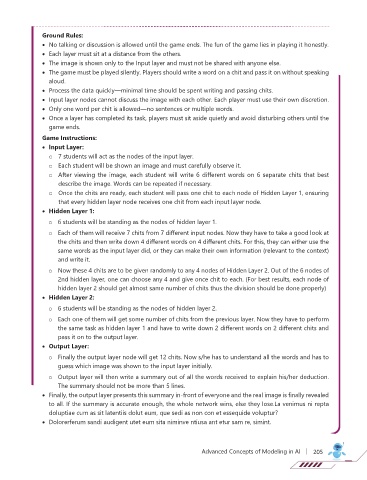 Ground Rules:
• No talking or discussion is allowed until the game ends. The fun of the game lies in playing it honestly.
• Each layer must sit at a distance from the others.
• The image is shown only to the Input layer and must not be shared with anyone else.
• The game must be played silently. Players should write a word on a chit and pass it on without speaking
aloud.
• Process the data quickly—minimal time should be spent writing and passing chits.
• Input layer nodes cannot discuss the image with each other. Each player must use their own discretion.
• Only one word per chit is allowed—no sentences or multiple words.
• Once a layer has completed its task, players must sit aside quietly and avoid disturbing others until the
game ends.
Game Instructions:
• Input Layer:
o 7 students will act as the nodes of the input layer.
o Each student will be shown an image and must carefully observe it.
o After viewing the image, each student will write 6 different words on 6 separate chits that best
describe the image. Words can be repeated if necessary.
o Once the chits are ready, each student will pass one chit to each node of Hidden Layer 1, ensuring
that every hidden layer node receives one chit from each input layer node.
• Hidden Layer 1:
o 6 students will be standing as the nodes of hidden layer 1.
o Each of them will receive 7 chits from 7 different input nodes. Now they have to take a good look at
the chits and then write down 4 different words on 4 different chits. For this, they can either use the
same words as the input layer did, or they can make their own information (relevant to the context)
and write it.
o Now these 4 chits are to be given randomly to any 4 nodes of Hidden Layer 2. Out of the 6 nodes of
2nd hidden layer, one can choose any 4 and give once chit to each. (For best results, each node of
hidden layer 2 should get almost same number of chits thus the division should be done properly).
• Hidden Layer 2:
o 6 students will be standing as the nodes of hidden layer 2.
o Each one of them will get some number of chits from the previous layer. Now they have to perform
the same task as hidden layer 1 and have to write down 2 different words on 2 different chits and
pass it on to the output layer.
• Output Layer:
o Finally the output layer node will get 12 chits. Now s/he has to understand all the words and has to
guess which image was shown to the input layer initially.
o Output layer will then write a summary out of all the words received to explain his/her deduction.
The summary should not be more than 5 lines.
• Finally, the output layer presents this summary in-front of everyone and the real image is finally revealed
to all. If the summary is accurate enough, the whole network wins, else they lose.La venimus ni repta
doluptiae cum as sit latentiis dolut eum, que sedi as non con et essequide voluptur?
• Dolorerferum sandi audigent utet eum sita niminve ntiusa ant etur sam re, simint.
Advanced Concepts of Modeling in AI | 205